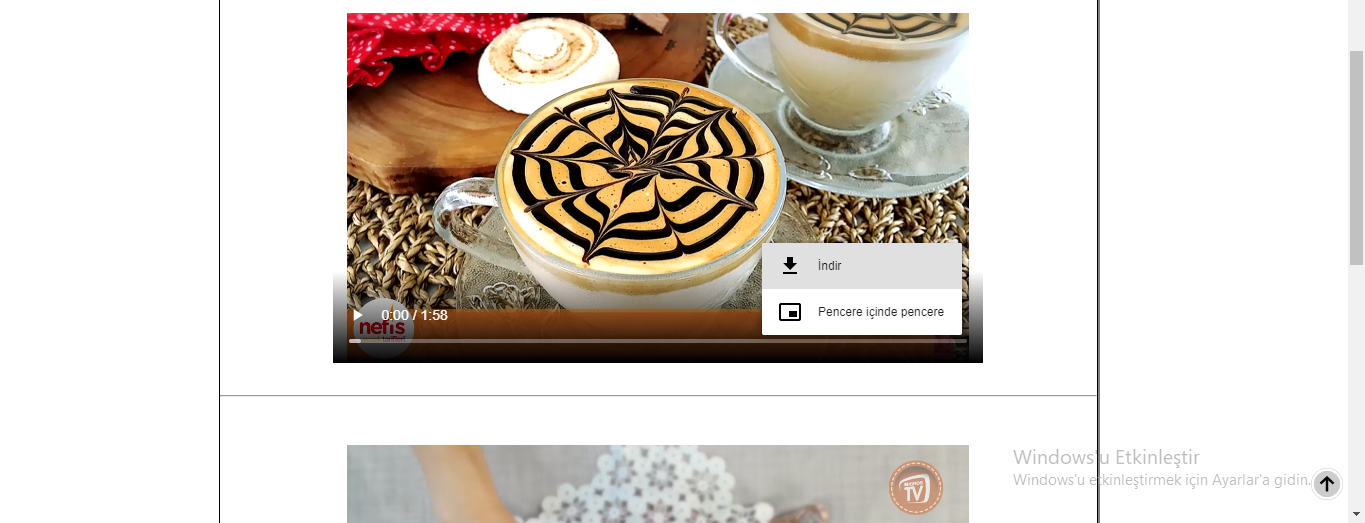 İndir
Pencere içinde pencere
0:00 / 1:58
nefis
TV
Windows'u Etkinleştir
Windows'u etkinleştirmek için Ayarlar'a gidin.